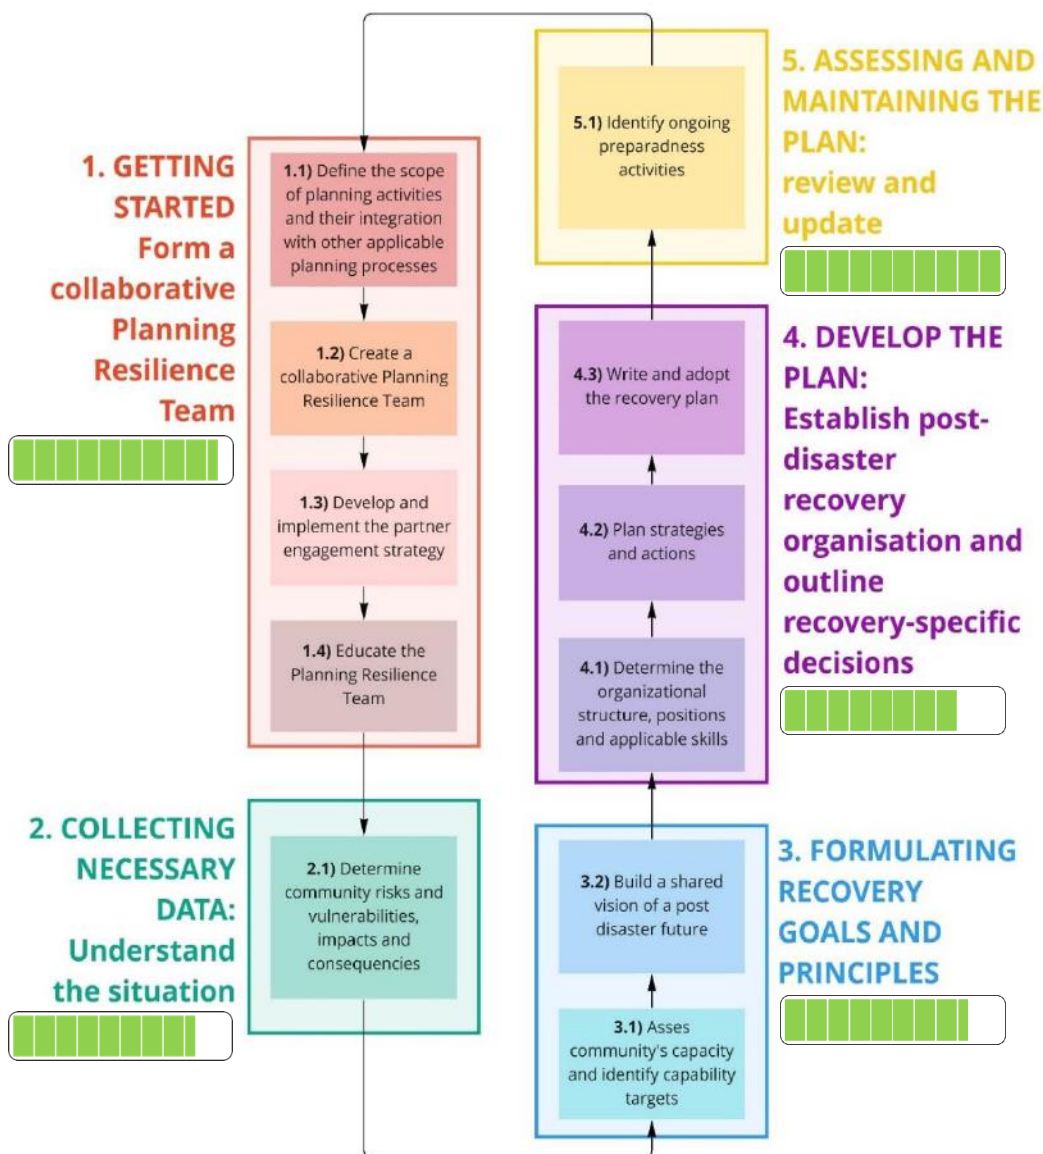 1. GETTING
STARTED
Form a
collaborative
Planning
Resilience
Team
1.1) Define the scope
of planning activities
and their integration
with other applicable
planning processes
1.2) Create a
collaborative Planning
Resilience Team
1.3) Develop and
implement the partner
engagement strategy
1.4) Educate the
Planning Resilience
Team
2. COLLECTING
NECESSARY
DATA:
Understand
the situation
2.1) Determine
community risks and
vulnerabilities,
impacts and
consequencies
3. FORMULATING
RECOVERY
GOALS AND
PRINCIPLES
3.1) Asses
community's capacity
and identify capability
targets
3.2) Build a shared
vision of a post
disaster future
4. DEVELOP THE
PLAN:
Establish post-
disaster
recovery
organisation and
outline
recovery-specific
decisions
4.1) Determine the
organizational
structure, positions
and applicable skills
4.2) Plan strategies
and actions
4.3) Write and adopt
the recovery plan
5. ASSESSING AND
MAINTAINING THE
PLAN:
review and
update
5.1) Identify ongoing
preparadness
activities